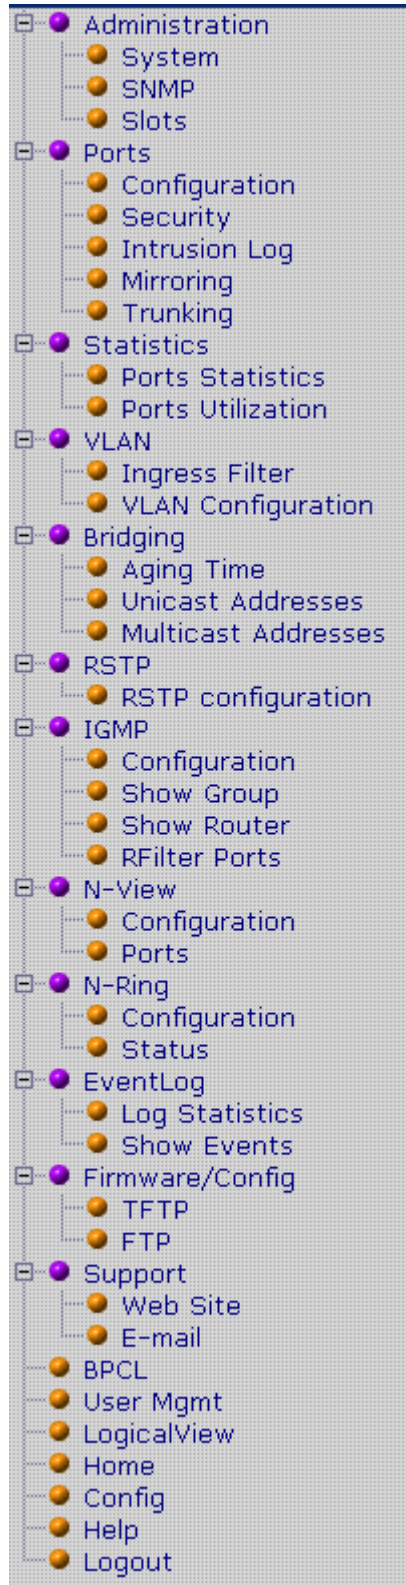 Administration
System
SNMP
Slots
Ports
Configuration
Security
Intrusion Log
Mirroring
Trunking
Statistics
Ports Statistics
Ports Utilization
VLAN
Ingress Filter
VLAN Configuration
Bridging
Aging Time
Unicast Addresses
Multicast Addresses
RSTP
RSTP configuration
IGMP
Configuration
Show Group
Show Router
RFilter Ports
N-View
Configuration
Ports
N-Ring
Configuration
Status
EventLog
Log Statistics
Show Events
Firmware/Config
TFTP
FTP
Support
Web Site
E-mail
BPCL
User Mgmt
LogicalView
Home
Config
Help
Logout